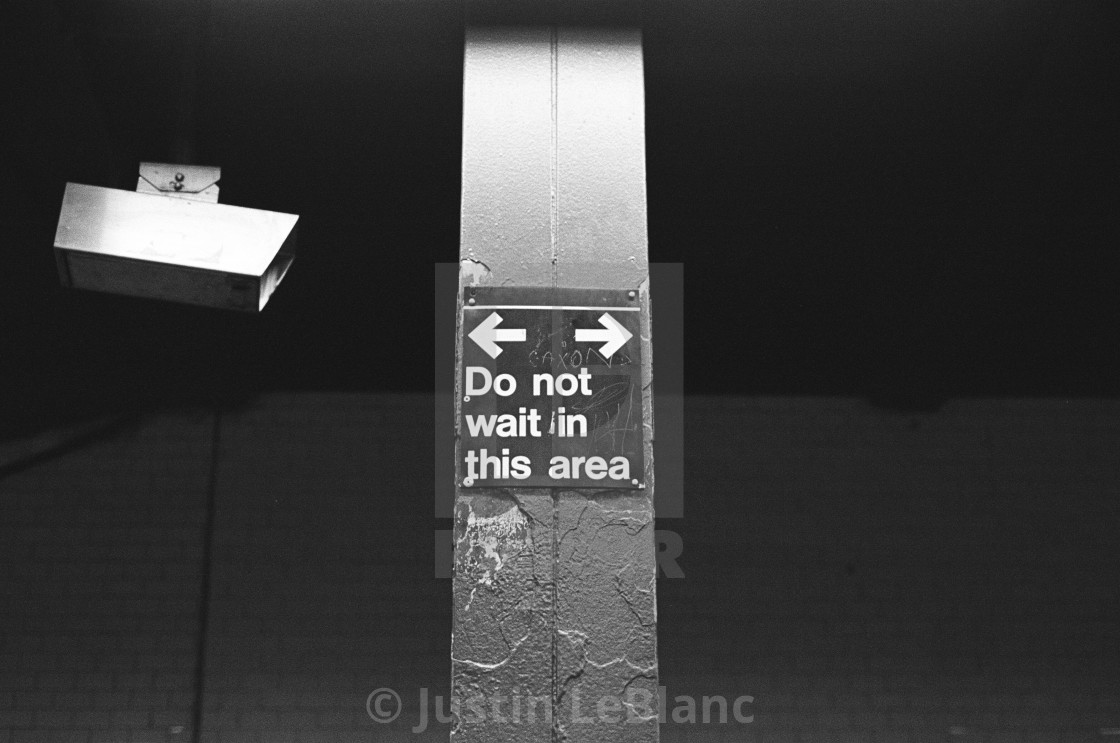 Do not
wait in
this area
© Justin LeBlanc